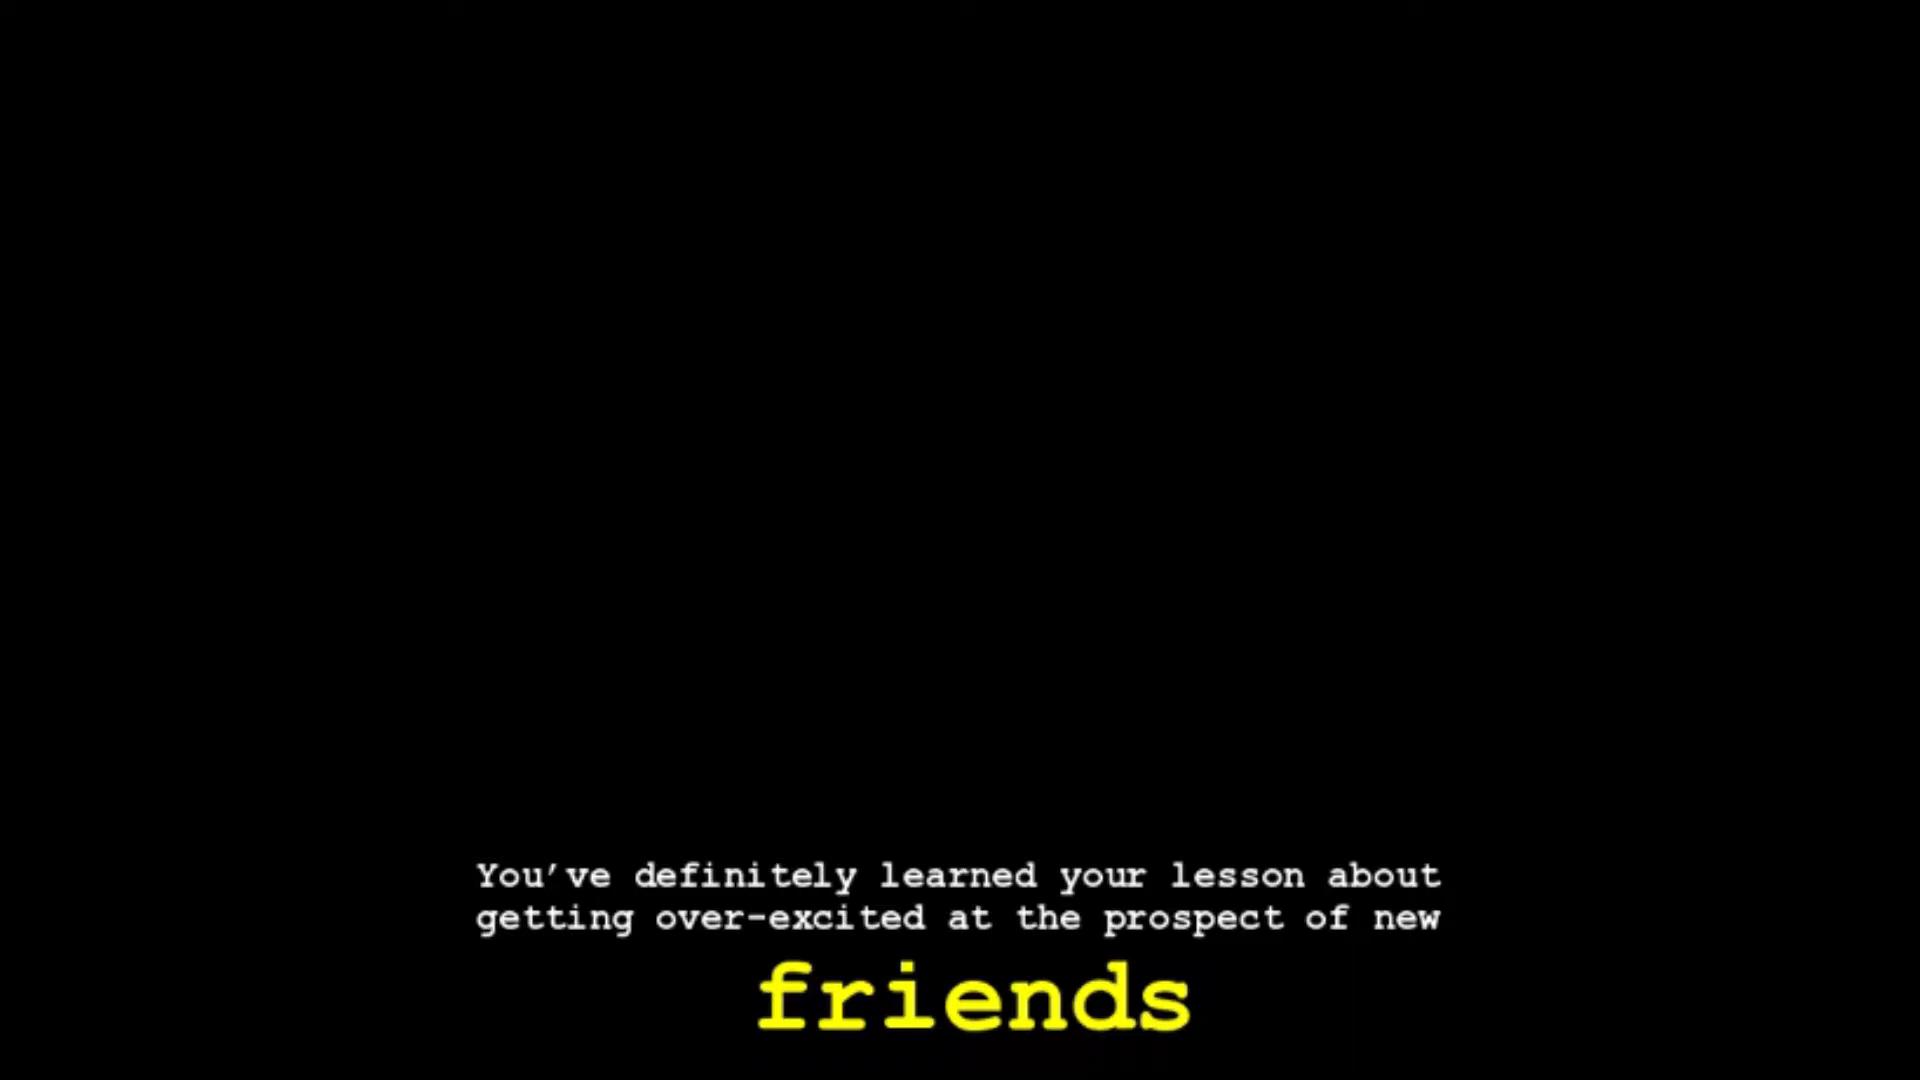 You’ve definitely learned your lesson about
getting over-excited at the prospect of new
friends